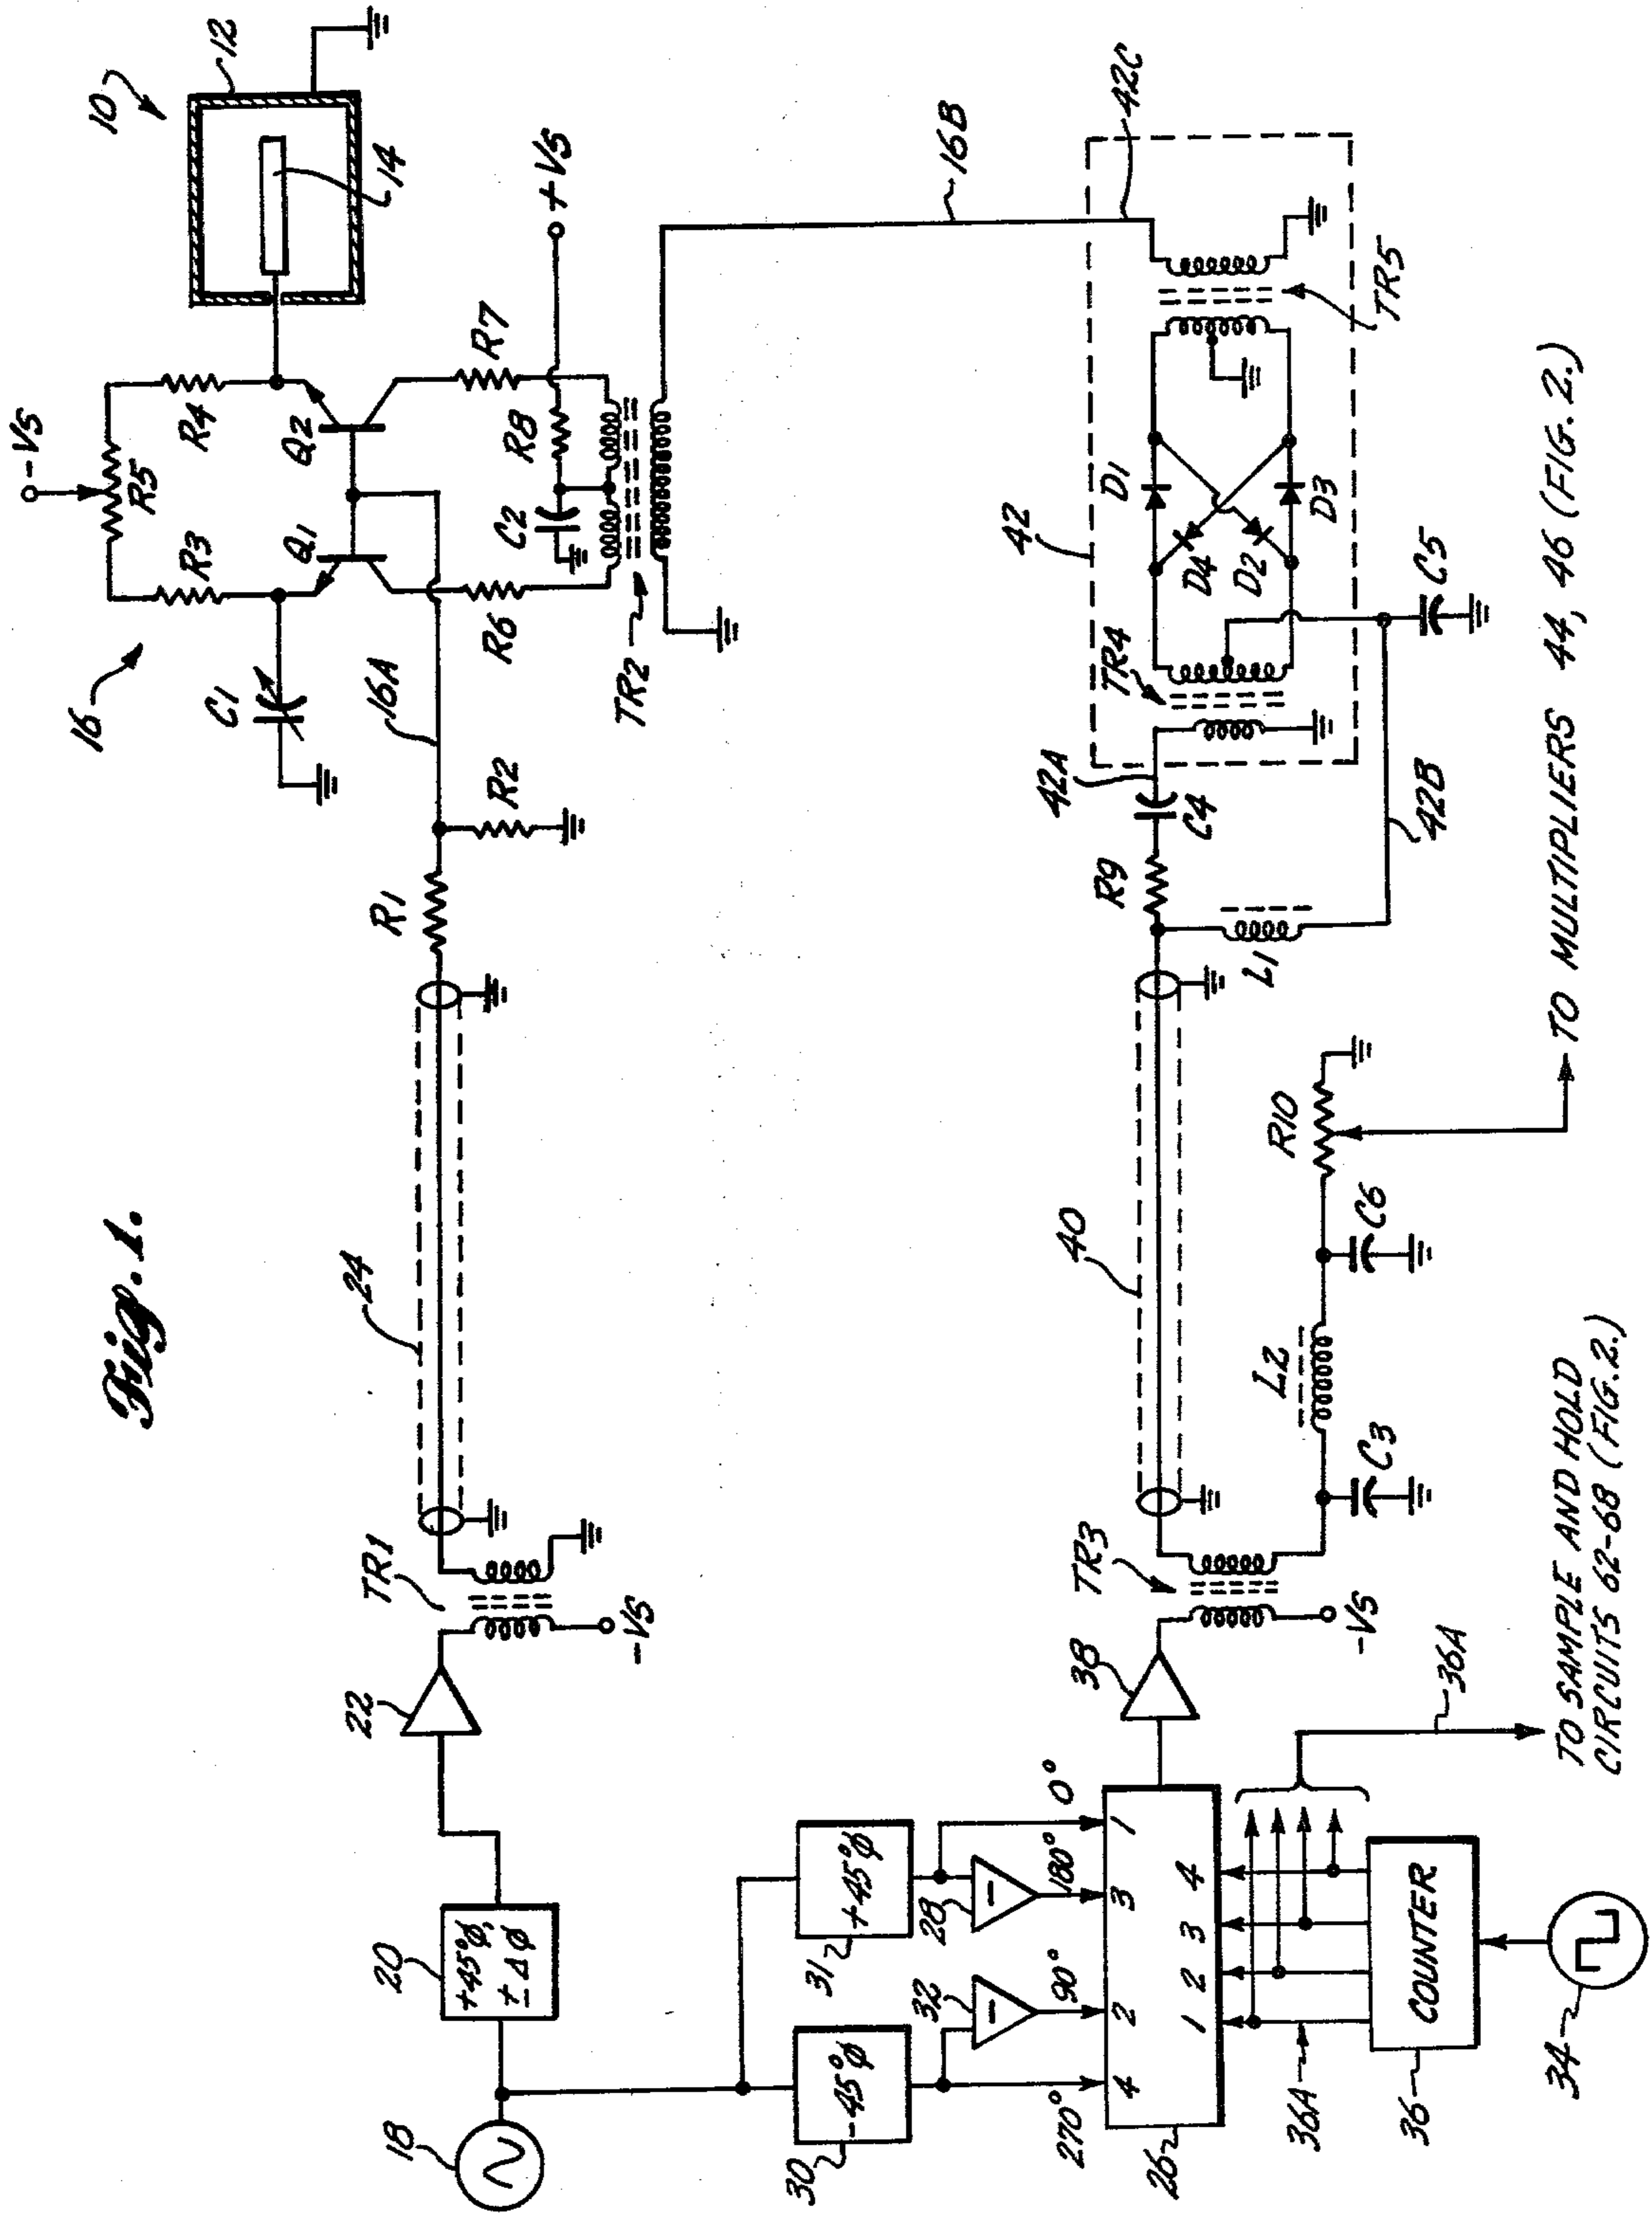 Fig. 1.
10
12
14
-VS
R5
R4
R3
16
C1
Q1
Q2
R7
R8
+VS
C2
R6
TR2
16A
R1
R2
24
TR1
-VS
22
20
+45°ϕ,
±Δϕ
18
16B
42C
42
D1
D4
D2
D3
TR5
TR4
42A
C4
R9
C5
42B
L1
40
TR3
-VS
38
R10
C6
L2
C3
TO MULTIPLIERS 44, 46 (FIG. 2.)
31
+45°ϕ
30
-45°ϕ
28
32
270°
90°
180°
0°
4 2 3 1
26
1 2 3 4
36A
36A
TO SAMPLE AND HOLD
CIRCUITS 62-68 (FIG.2.)
36
COUNTER
34